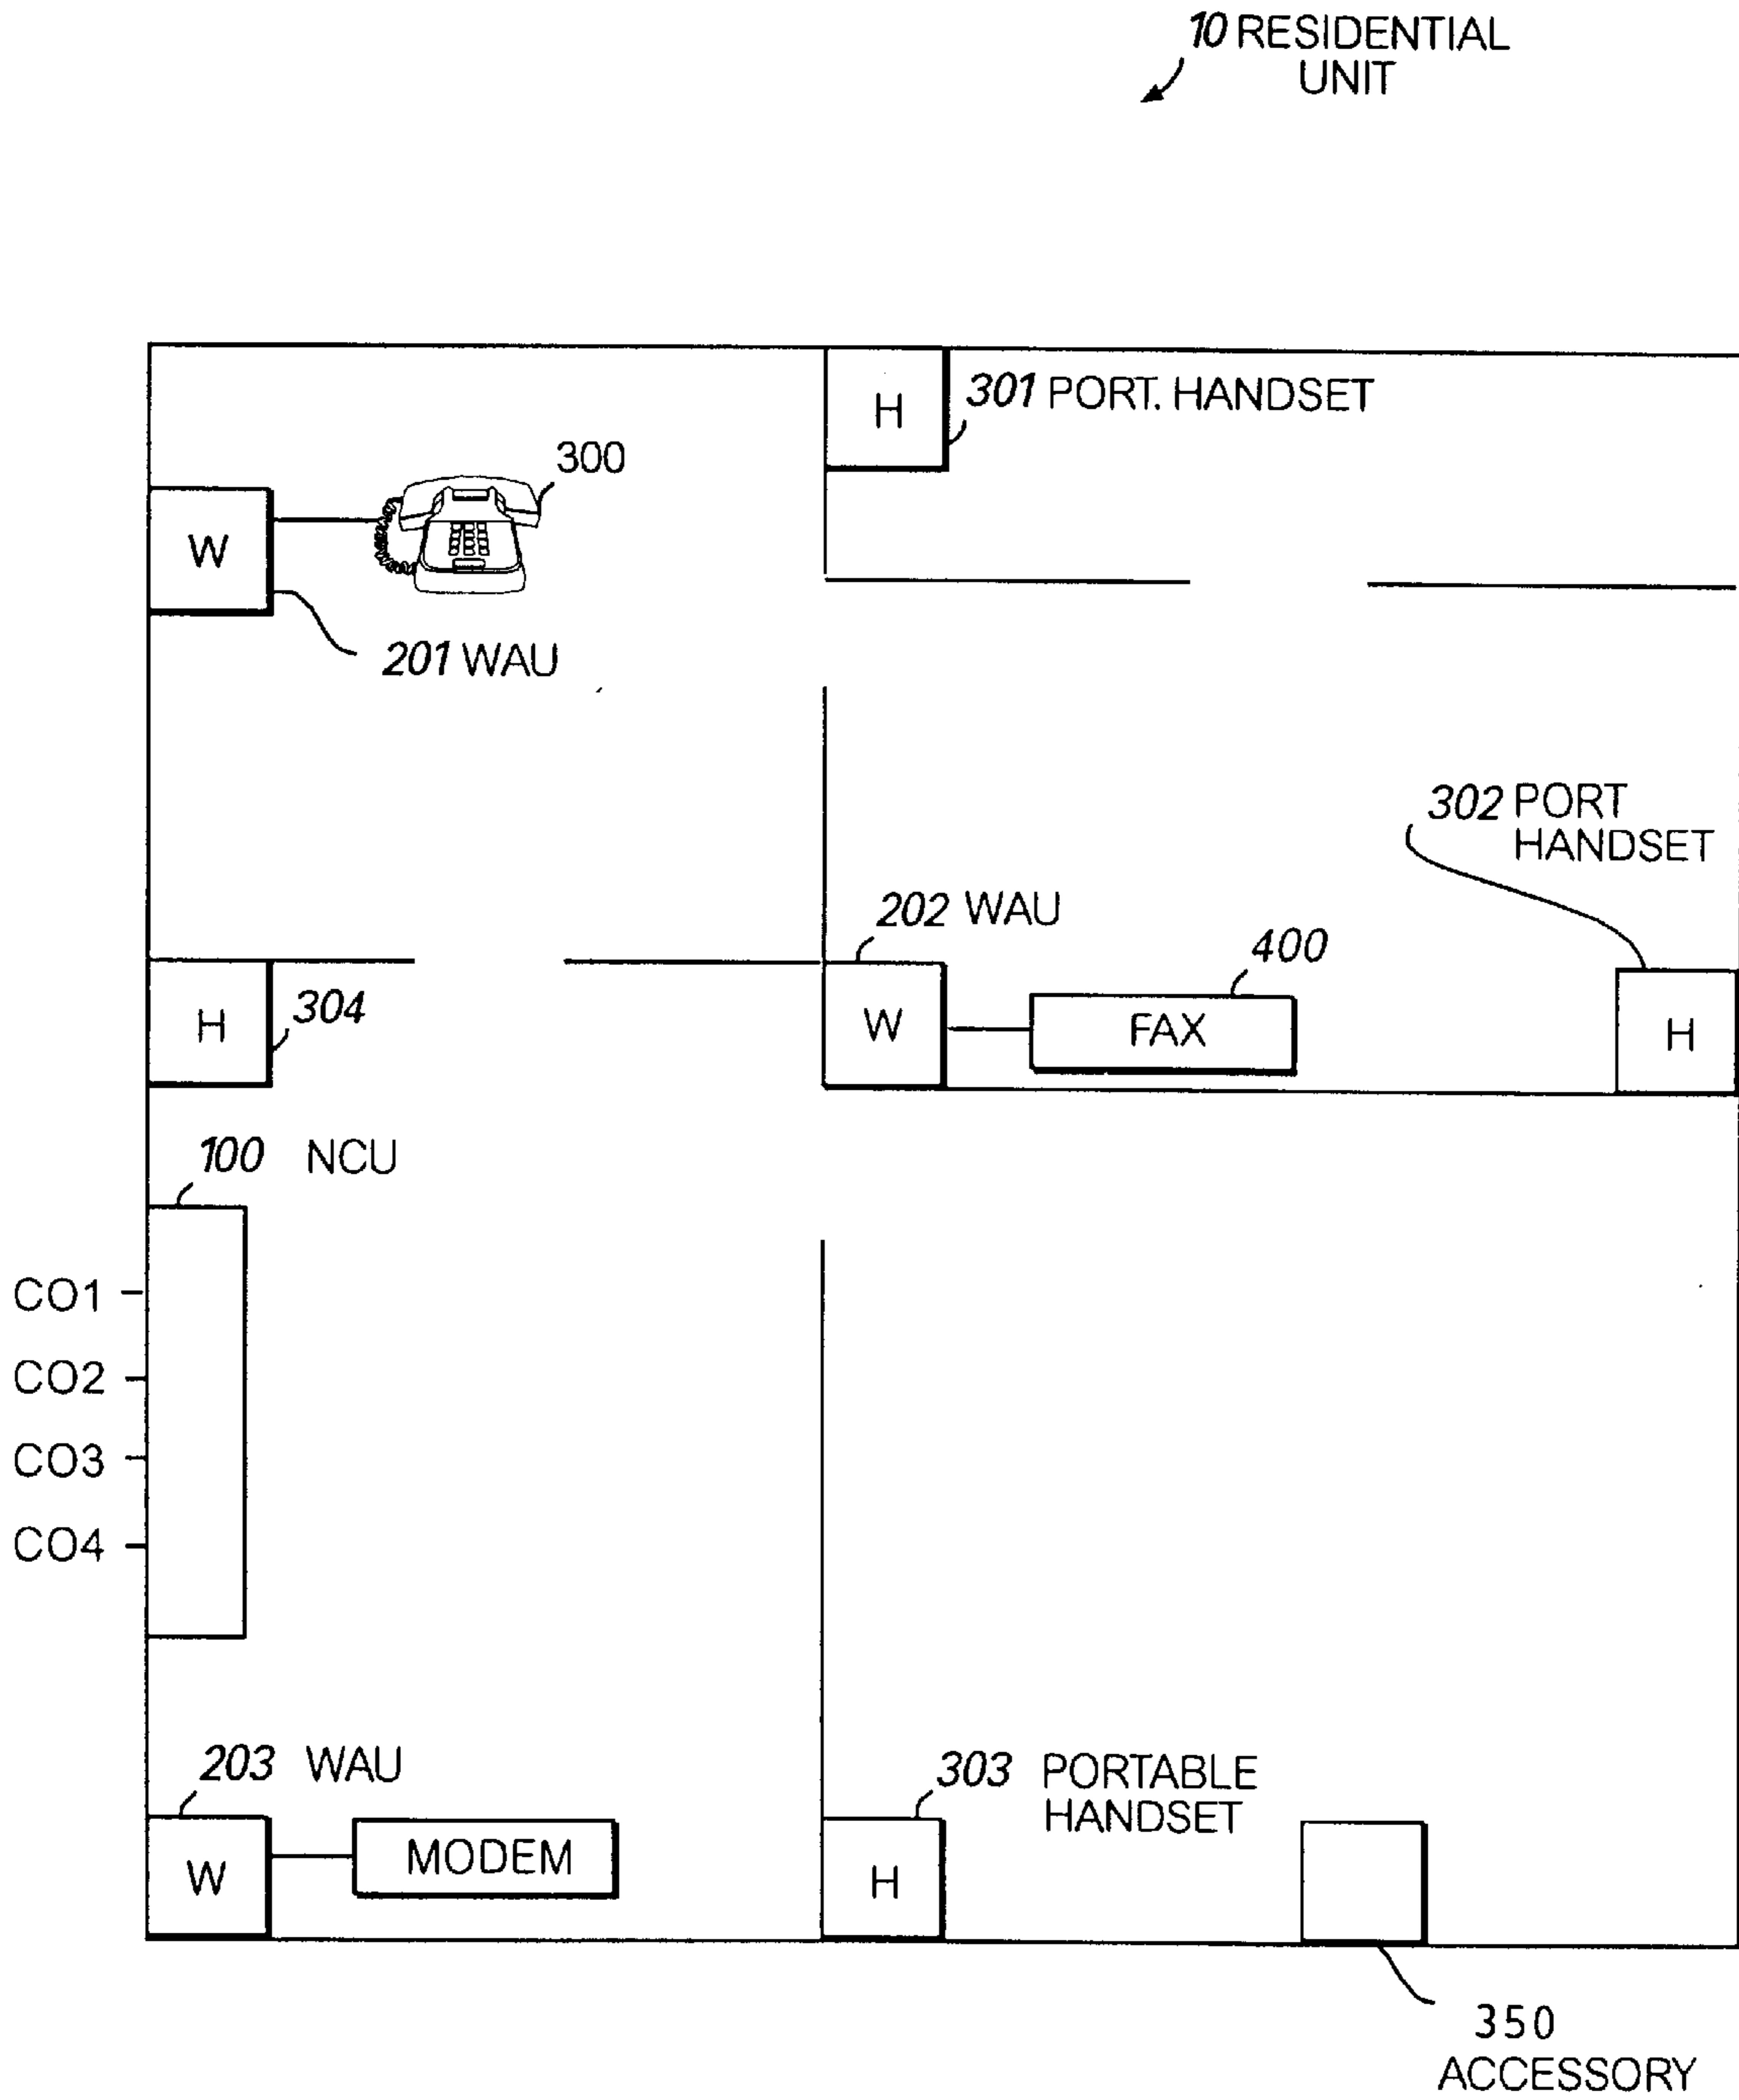 10 RESIDENTIAL
UNIT
H
301 PORT. HANDSET
300
W
201 WAU
302 PORT
HANDSET
202 WAU
400
H
304
W
FAX
H
100 NCU
CO1
CO2
CO3
CO4
203 WAU
303 PORTABLE
HANDSET
W
MODEM
H
350
ACCESSORY